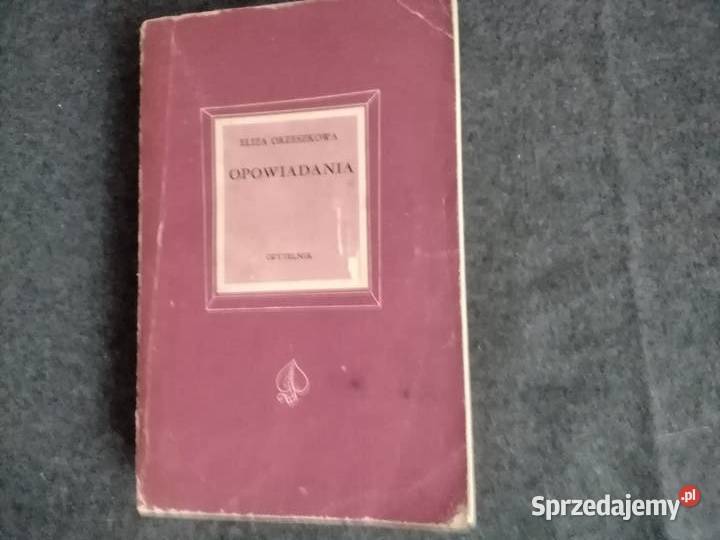 ELIZA ORZESZKOWA
OPOWIADANIA
CZYTELNIK
Sprzedajemy.pl